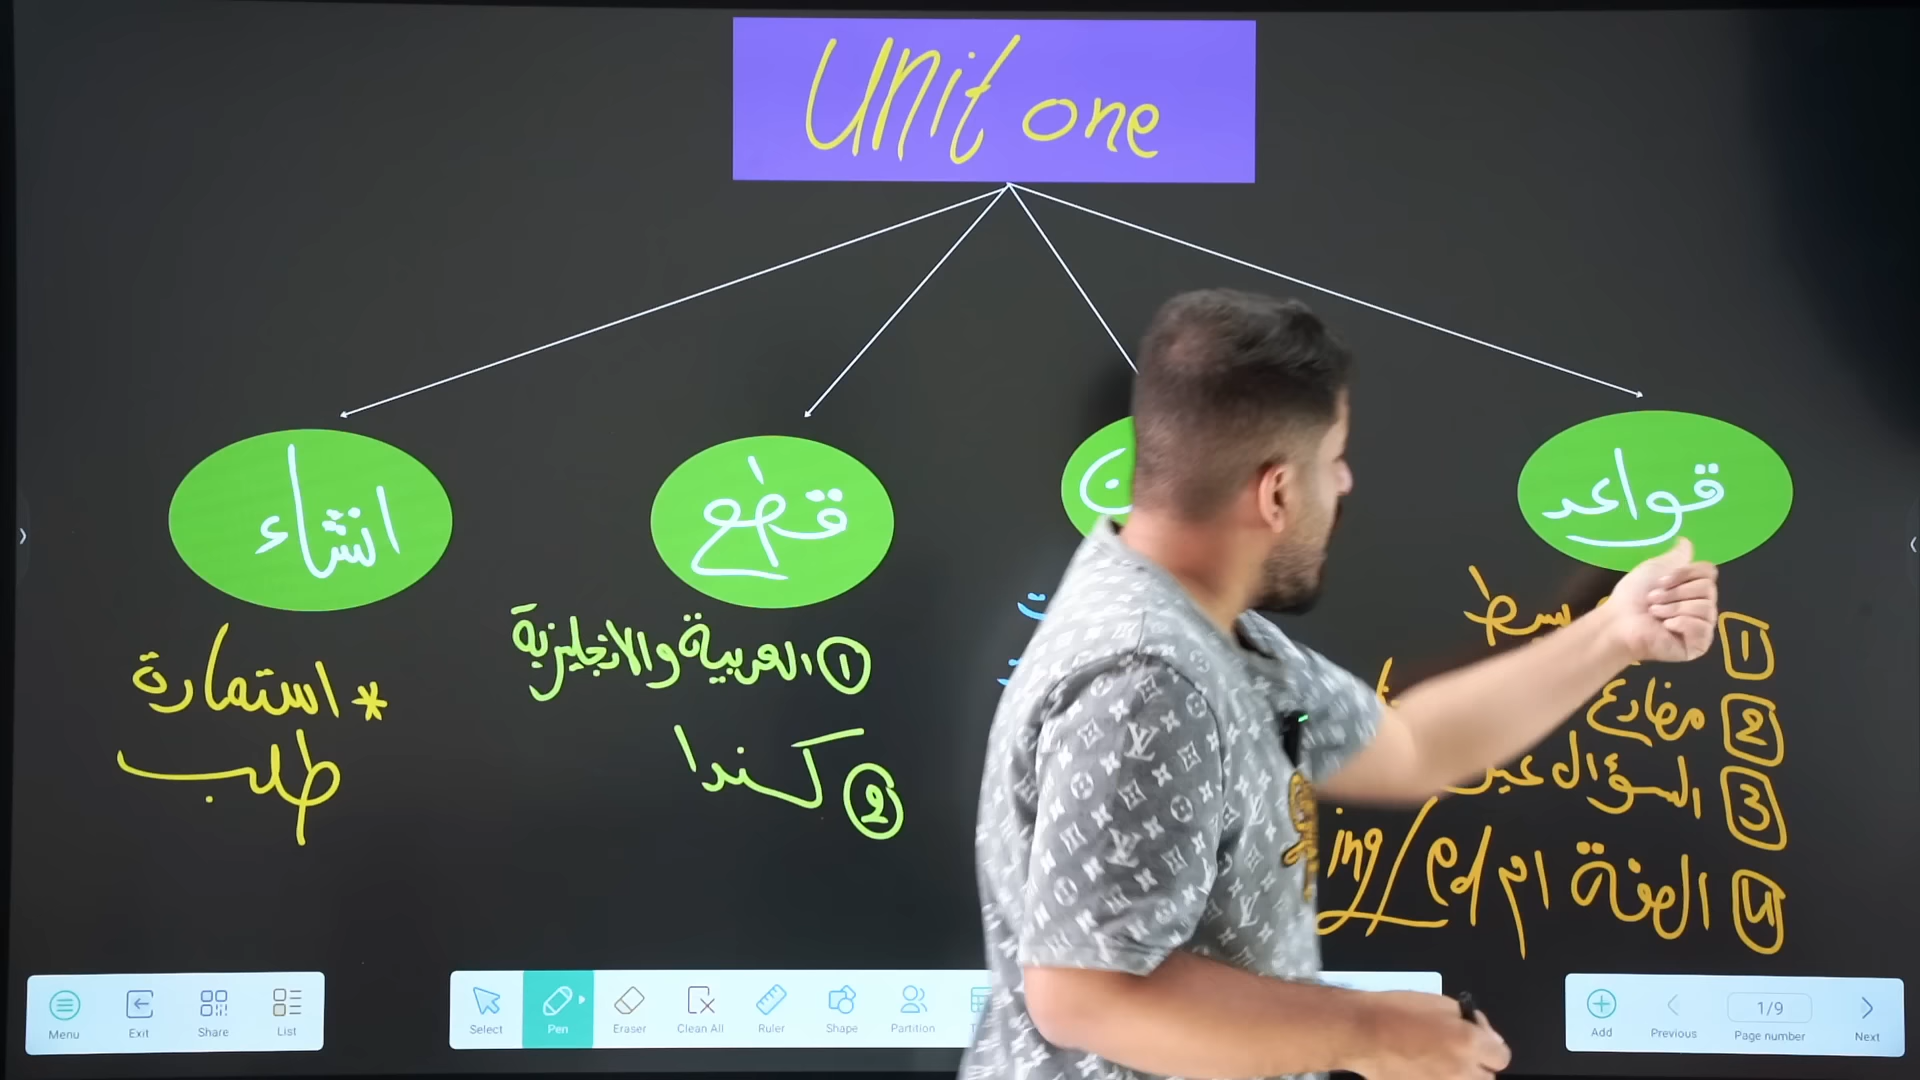 Unit one
قواعد
قطع
انشاء
سط
1
2 مضارع
3 السؤال عن
4 الصفة ام ed/ing
① العربية والانجليزية
② كندا
* استمارة
طلب
Menu
Exit
Share
List
Select
Pen
Eraser
Clean All
Ruler
Shape
Partition
Add
Previous
1/9
Page number
Next